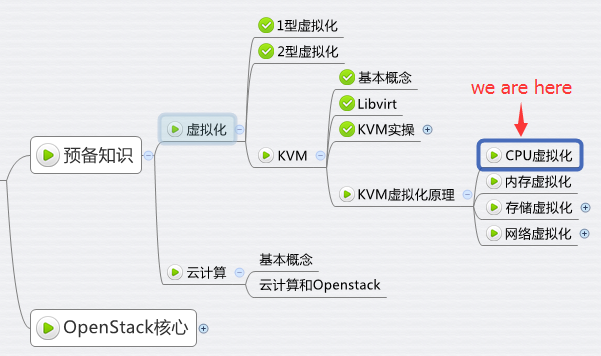 1型虚拟化
2型虚拟化
基本概念
we are here
Libvirt
虚拟化
KVM实操
预备知识
KVM
CPU虚拟化
内存虚拟化
KVM虚拟化原理
存储虚拟化
网络虚拟化
基本概念
云计算
云计算和Openstack
OpenStack核心